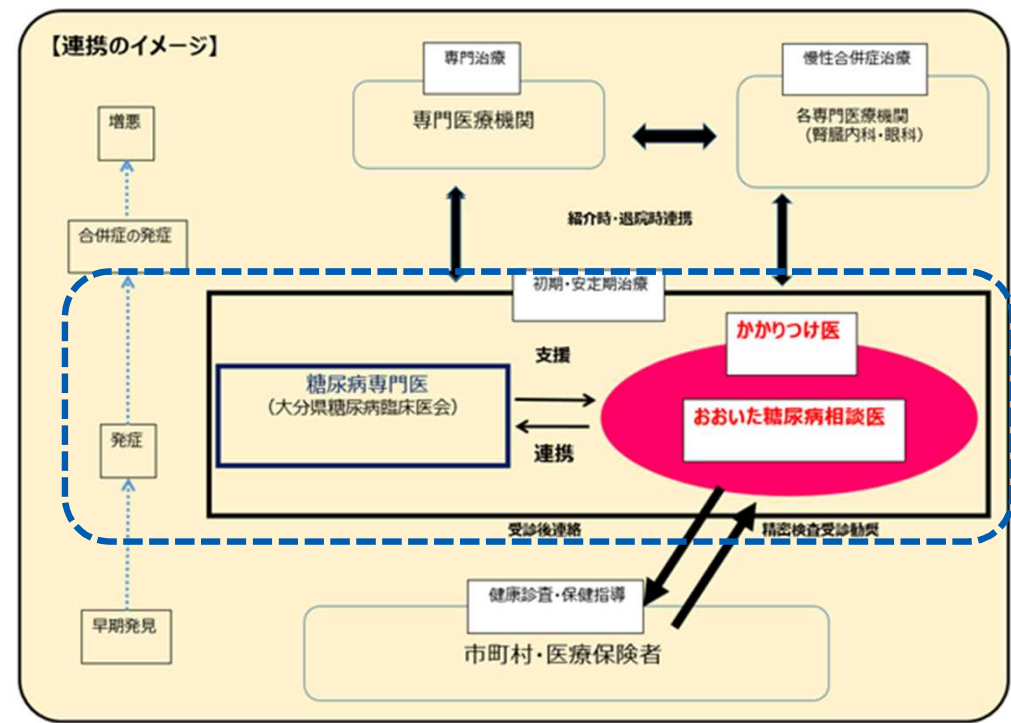 【連携のイメージ】
専門治療
専門医療機関
慢性合併症治療
各専門医療機関
(腎臓内科・眼科)
増悪
紹介時・退院時連携
合併症の発症
初期・安定期治療
かかりつけ医
支援
糖尿病専門医
(大分県糖尿病臨床医会)
おおいた糖尿病相談医
発症
連携
受診後連絡
精密検査受診勧奨
健康診査・保健指導
早期発見
市町村・医療保険者